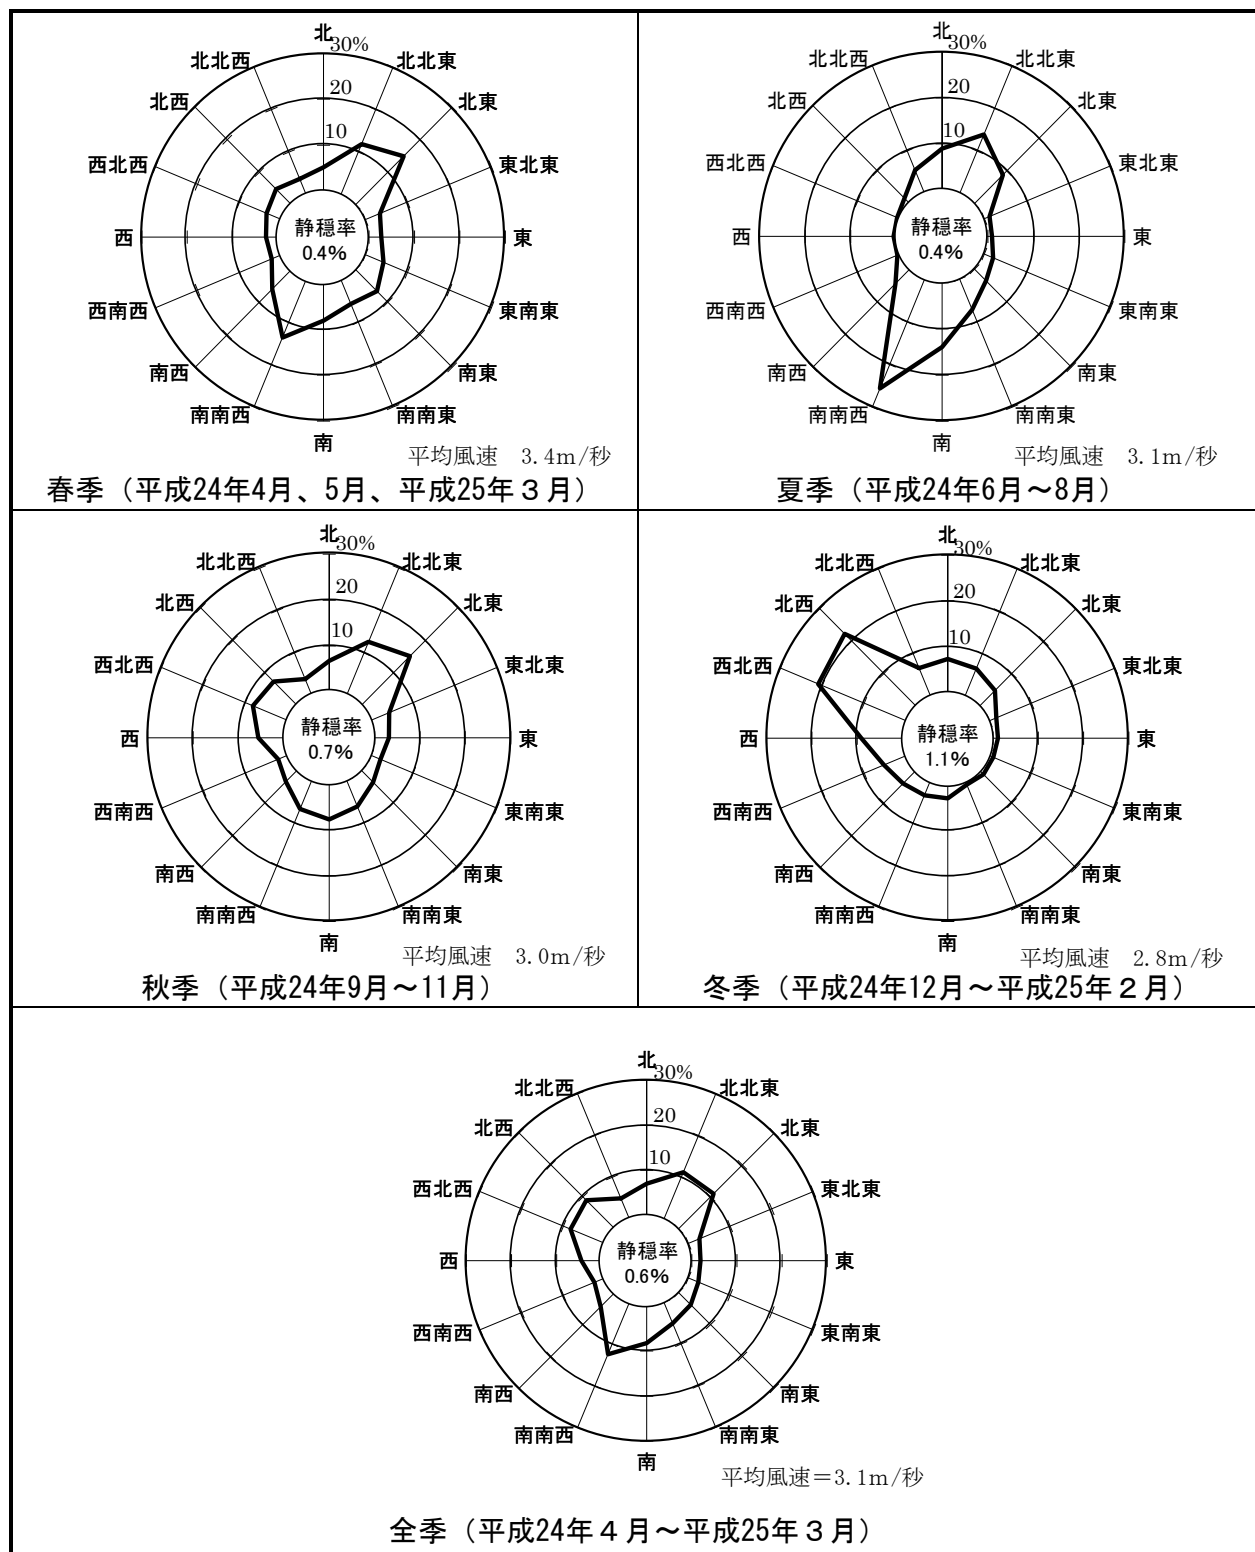 北
30%
北北西
北北東
20
北西
北東
10
西北西
東北東
静穏率
西
東
0.4%
西南西
東南東
南西
南東
南南西
南南東
南
平均風速 3.4m/秒
春季（平成24年4月、5月、平成25年３月）
北
30%
北北西
北北東
20
北西
北東
10
西北西
東北東
静穏率
西
東
0.4%
西南西
東南東
南西
南東
南南西
南南東
南
平均風速 3.1m/秒
夏季（平成24年6月～8月）
北
30%
北北西
北北東
20
北西
北東
10
西北西
東北東
静穏率
西
東
0.7%
西南西
東南東
南西
南東
南南西
南南東
南
平均風速 3.0m/秒
秋季（平成24年9月～11月）
北
30%
北北西
北北東
20
北西
北東
10
西北西
東北東
静穏率
西
東
1.1%
西南西
東南東
南西
南東
南南西
南南東
南
平均風速 2.8m/秒
冬季（平成24年12月～平成25年２月）
北
30%
北北西
北北東
20
北西
北東
10
西北西
東北東
静穏率
西
東
0.6%
西南西
東南東
南西
南東
南南西
南南東
南
平均風速＝3.1m/秒
全季（平成24年４月～平成25年３月）